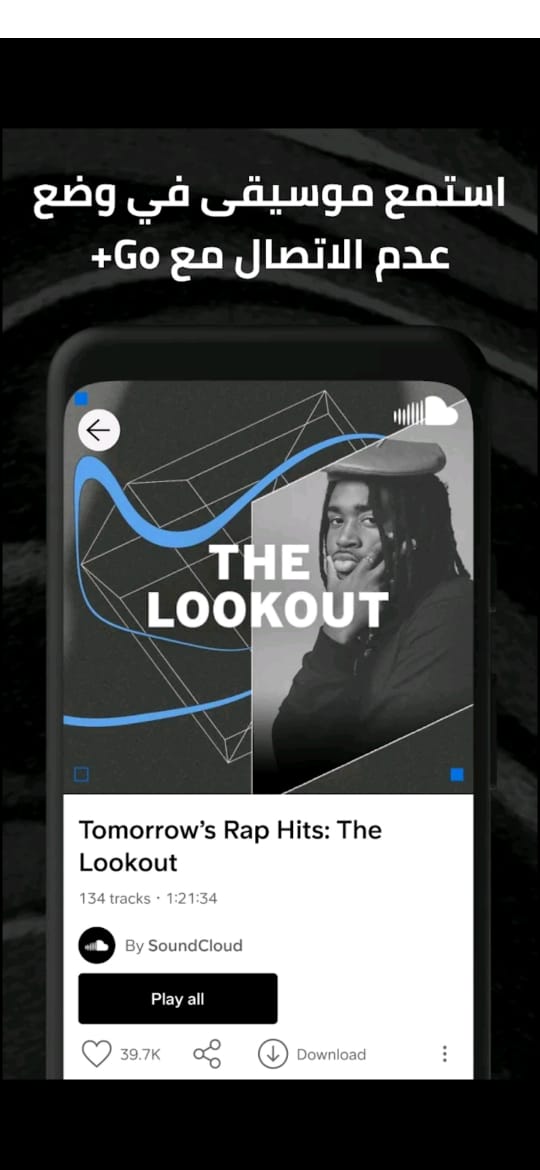 استمع موسيقى في وضع
عدم الاتصال مع Go+
THE
LOOKOUT
Tomorrow’s Rap Hits: The
Lookout
134 tracks · 1:21:34
By SoundCloud
Play all
39.7K
Download